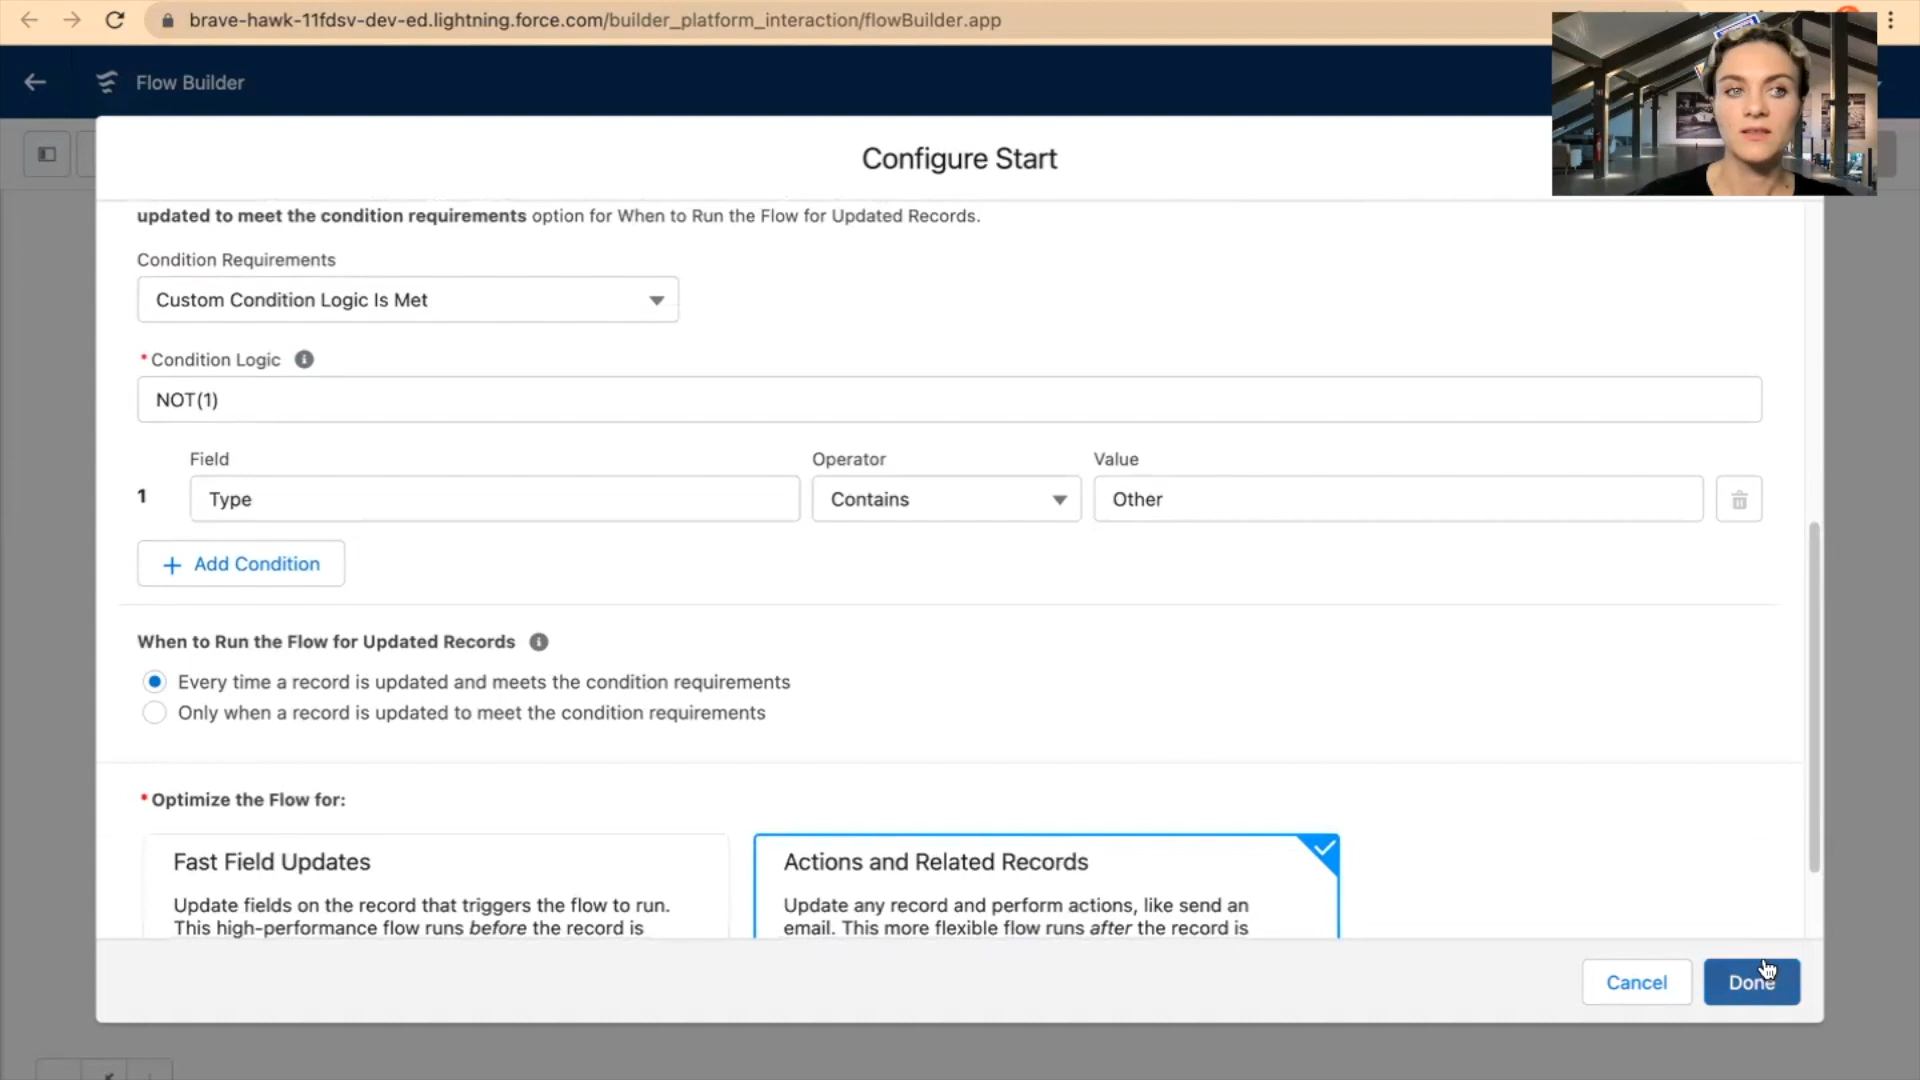 brave-hawk-11fdsv-dev-ed.lightning.force.com/builder_platform_interaction/flowBuilder.app
Flow Builder
Configure Start
updated to meet the condition requirements option for When to Run the Flow for Updated Records.
Condition Requirements
Custom Condition Logic Is Met
* Condition Logic
NOT(1)
Field Operator Value
1 Type Contains Other
+ Add Condition
When to Run the Flow for Updated Records
Every time a record is updated and meets the condition requirements
Only when a record is updated to meet the condition requirements
* Optimize the Flow for:
Fast Field Updates
Update fields on the record that triggers the flow to run.
This high-performance flow runs before the record is
Actions and Related Records
Update any record and perform actions, like send an
email. This more flexible flow runs after the record is
Cancel Done